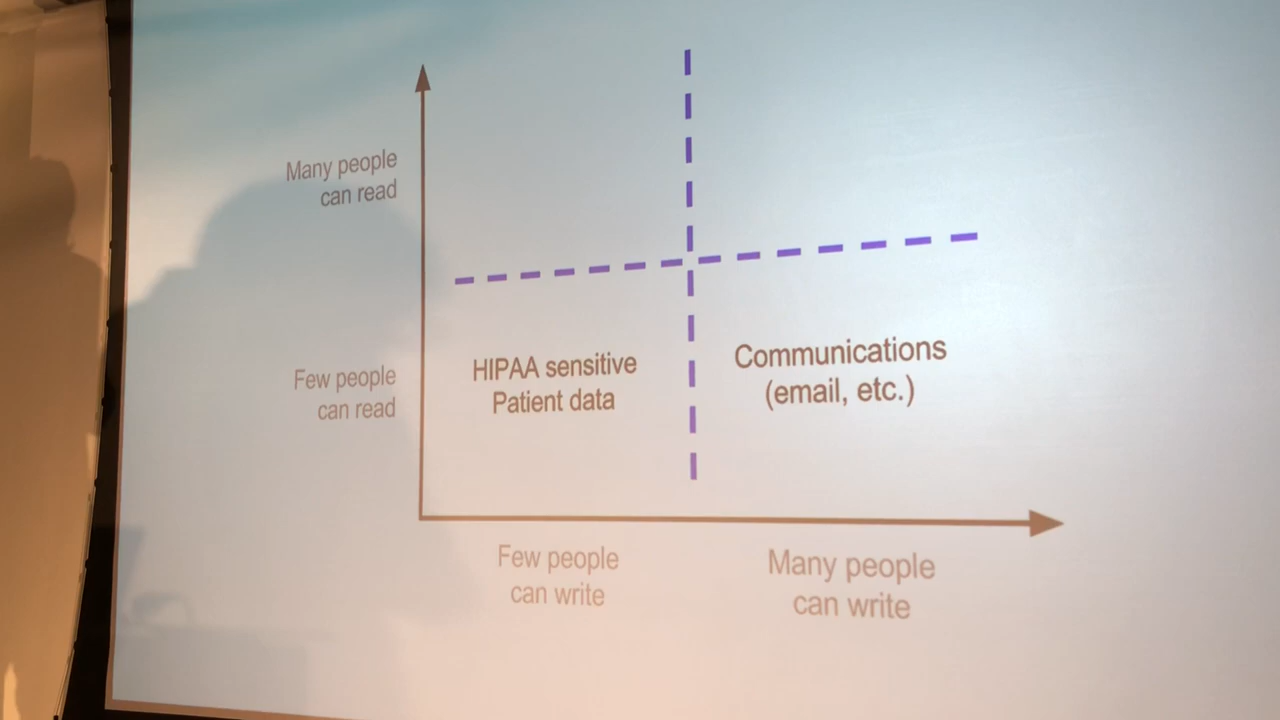 Many people
can read
Few people
can read
HIPAA sensitive
Patient data
Communications
(email, etc.)
Few people
can write
Many people
can write